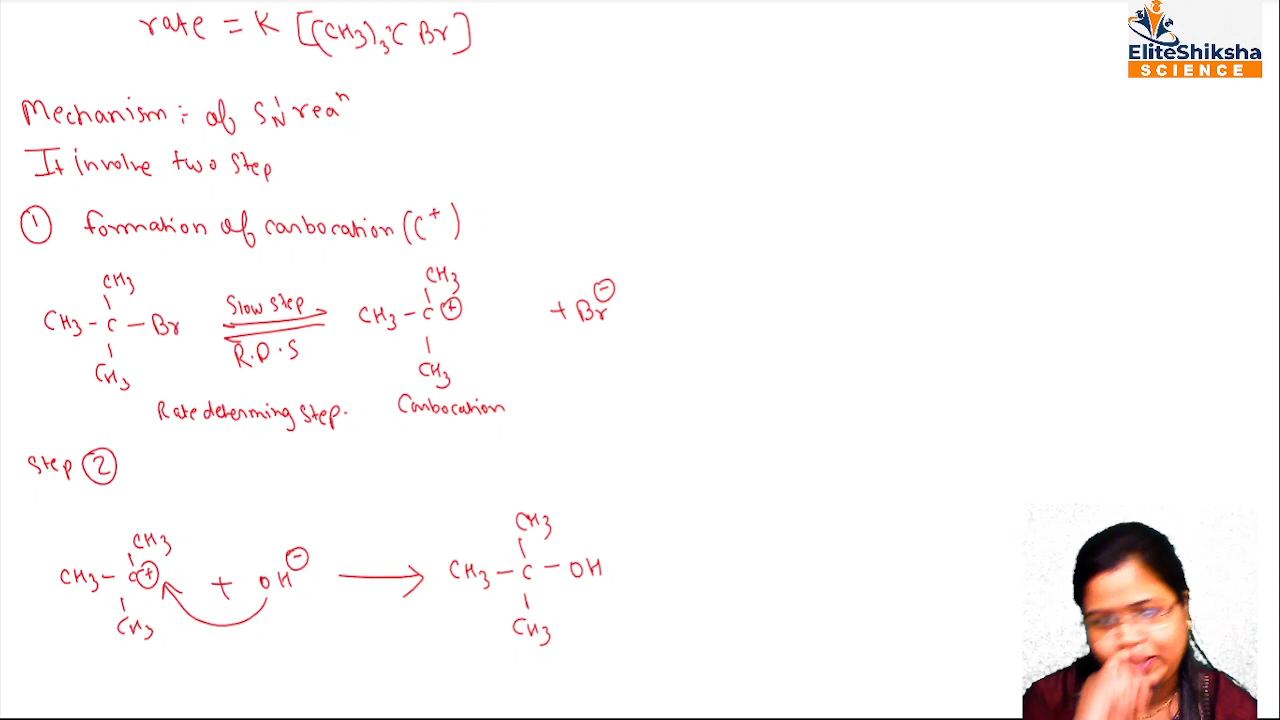 rate = K [(CH3)3C Br]
EliteShiksha
SCIENCE
Mechanism :- of SN1 reaⁿ
It involve two step
① formation of carbocation (C⁺)
CH3
CH3 - C - Br
CH3
Slow step
R.D.S
CH3
CH3 - C ⊕
CH3
+ Br⊖
Rate determining step.
Carbocation
Step ②
CH3
CH3 - C⊕
CH3
+ OH⊖
CH3
CH3 - C - OH
CH3